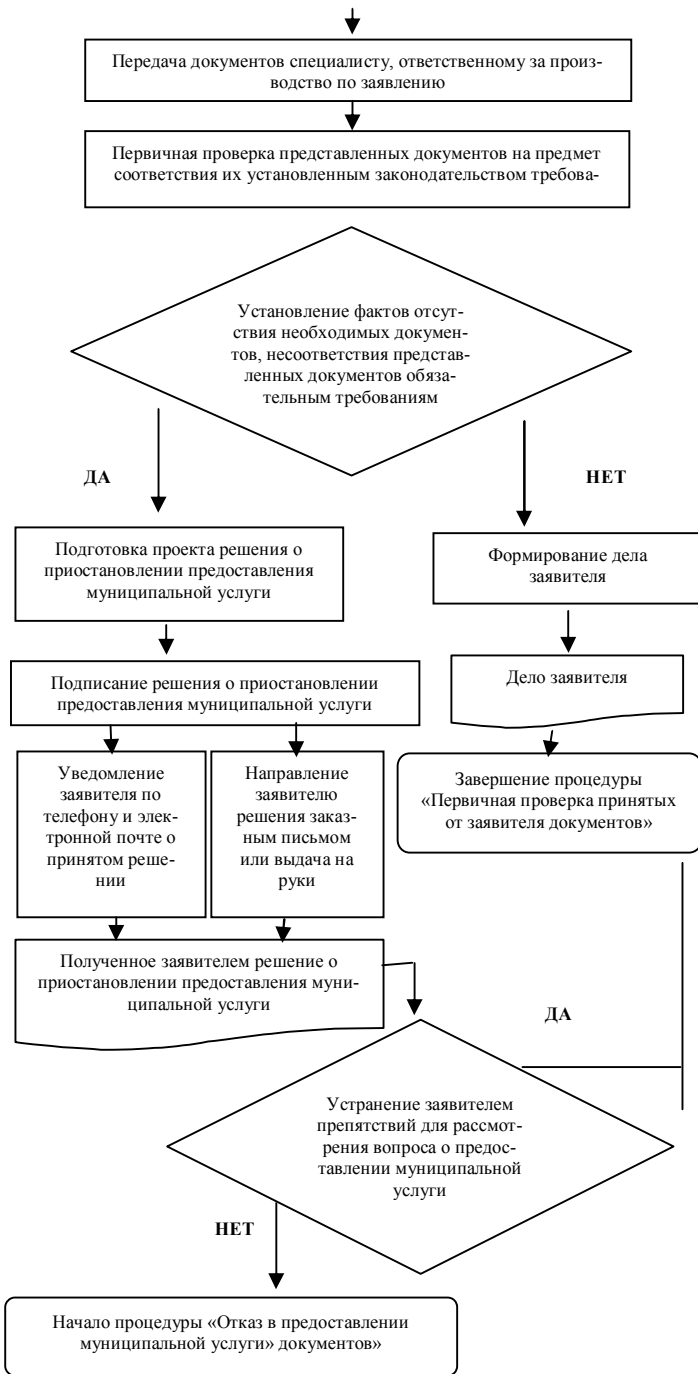 Передача документов специалисту, ответственному за произ-
водство по заявлению
Первичная проверка представленных документов на предмет
соответствия их установленным законодательством требова-
Установление фактов отсут-
ствия необходимых докумен-
тов, несоответствия представ-
ленных документов обяза-
тельным требованиям
ДА
НЕТ
Подготовка проекта решения о
приостановлении предоставления
муниципальной услуги
Формирование дела
заявителя
Подписание решения о приостановлении
предоставления муниципальной услуги
Дело заявителя
Уведомление
заявителя по
телефону и элек-
тронной почте о
принятом реше-
нии
Направление
заявителю
решения заказ-
ным письмом
или выдача на
руки
Завершение процедуры
«Первичная проверка принятых
от заявителя документов»
Полученное заявителем решение о
приостановлении предоставления муни-
ципальной услуги
ДА
Устранение заявителем
препятствий для рассмот-
рения вопроса о предос-
тавлении муниципальной
услуги
НЕТ
Начало процедуры «Отказ в предоставлении
муниципальной услуги» документов»